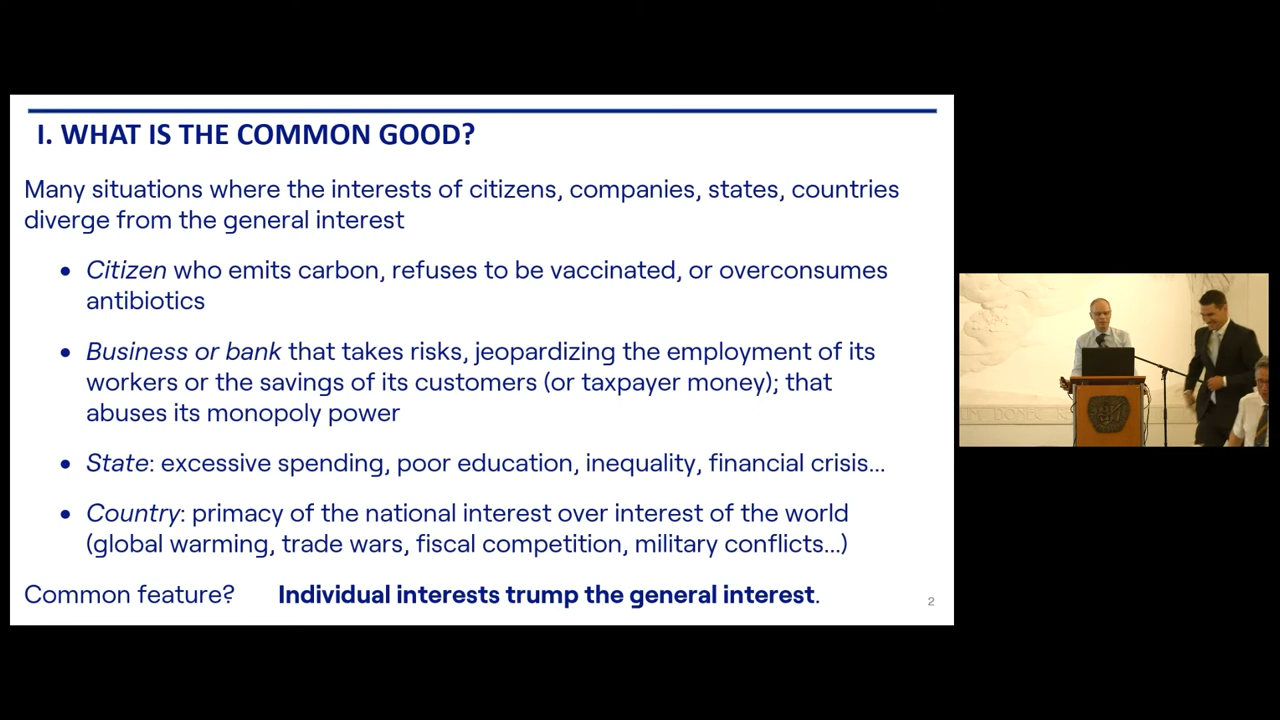 I. WHAT IS THE COMMON GOOD?
Many situations where the interests of citizens, companies, states, countries
diverge from the general interest
• Citizen who emits carbon, refuses to be vaccinated, or overconsumes
antibiotics
• Business or bank that takes risks, jeopardizing the employment of its
workers or the savings of its customers (or taxpayer money); that
abuses its monopoly power
• State: excessive spending, poor education, inequality, financial crisis...
• Country: primacy of the national interest over interest of the world
(global warming, trade wars, fiscal competition, military conflicts...)
Common feature? Individual interests trump the general interest.
2